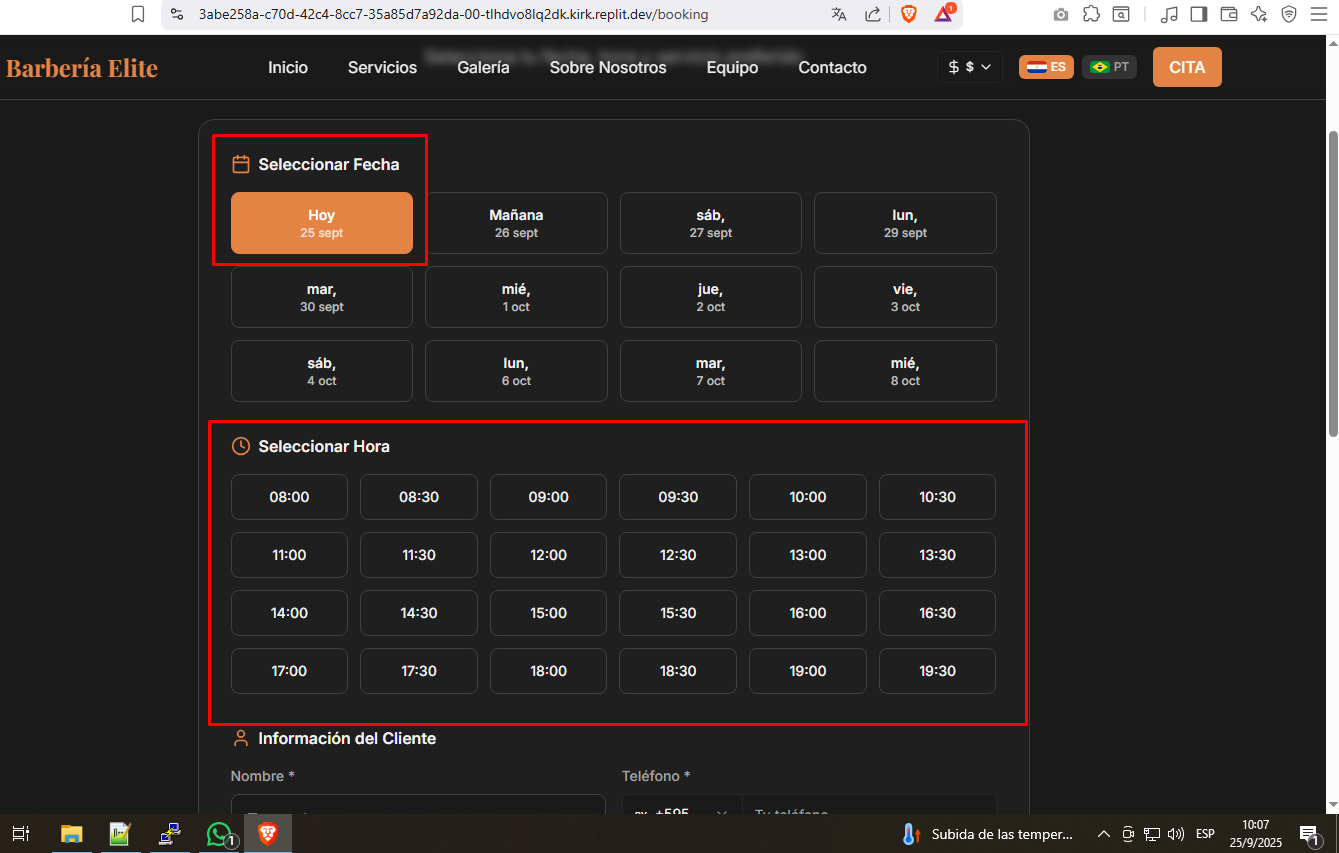 3abe258a-c70d-42c4-8cc7-35a85d7a92da-00-tlhdvo8lq2dk.kirk.replit.dev/booking
1
Barbería Elite
Inicio
Servicios
Galería
Sobre Nosotros
Equipo
Contacto
$ $
ES
PT
CITA
Seleccionar Fecha
Hoy
25 sept
Mañana
26 sept
sáb,
27 sept
lun,
29 sept
mar,
30 sept
mié,
1 oct
jue,
2 oct
vie,
3 oct
sáb,
4 oct
lun,
6 oct
mar,
7 oct
mié,
8 oct
Seleccionar Hora
08:00 08:30 09:00 09:30 10:00 10:30
11:00 11:30 12:00 12:30 13:00 13:30
14:00 14:30 15:00 15:30 16:00 16:30
17:00 17:30 18:00 18:30 19:00 19:30
Información del Cliente
Nombre *
Teléfono *
+595
Tu teléfono
1
Subida de las temper...
ESP
10:07
25/9/2025
1